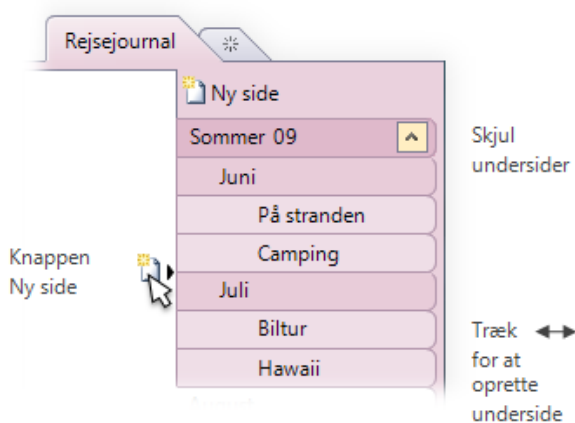 Rejsejournal
Ny side
Sommer 09
Juni
På stranden
Camping
Juli
Biltur
Hawaii
Knappen
Ny side
Skjul
undersider
Træk
for at
oprette
underside